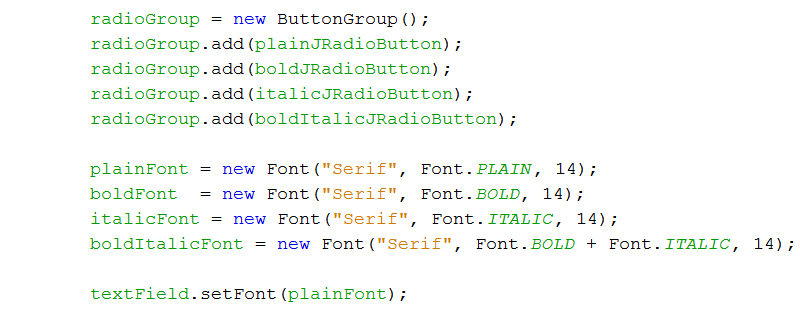 radioGroup = new ButtonGroup();
radioGroup.add(plainJRadioButton);
radioGroup.add(boldJRadioButton);
radioGroup.add(italicJRadioButton);
radioGroup.add(boldItalicJRadioButton);
plainFont = new Font("Serif", Font.PLAIN, 14);
boldFont  = new Font("Serif", Font.BOLD, 14);
italicFont = new Font("Serif", Font.ITALIC, 14);
boldItalicFont = new Font("Serif", Font.BOLD + Font.ITALIC, 14);
textField.setFont(plainFont);